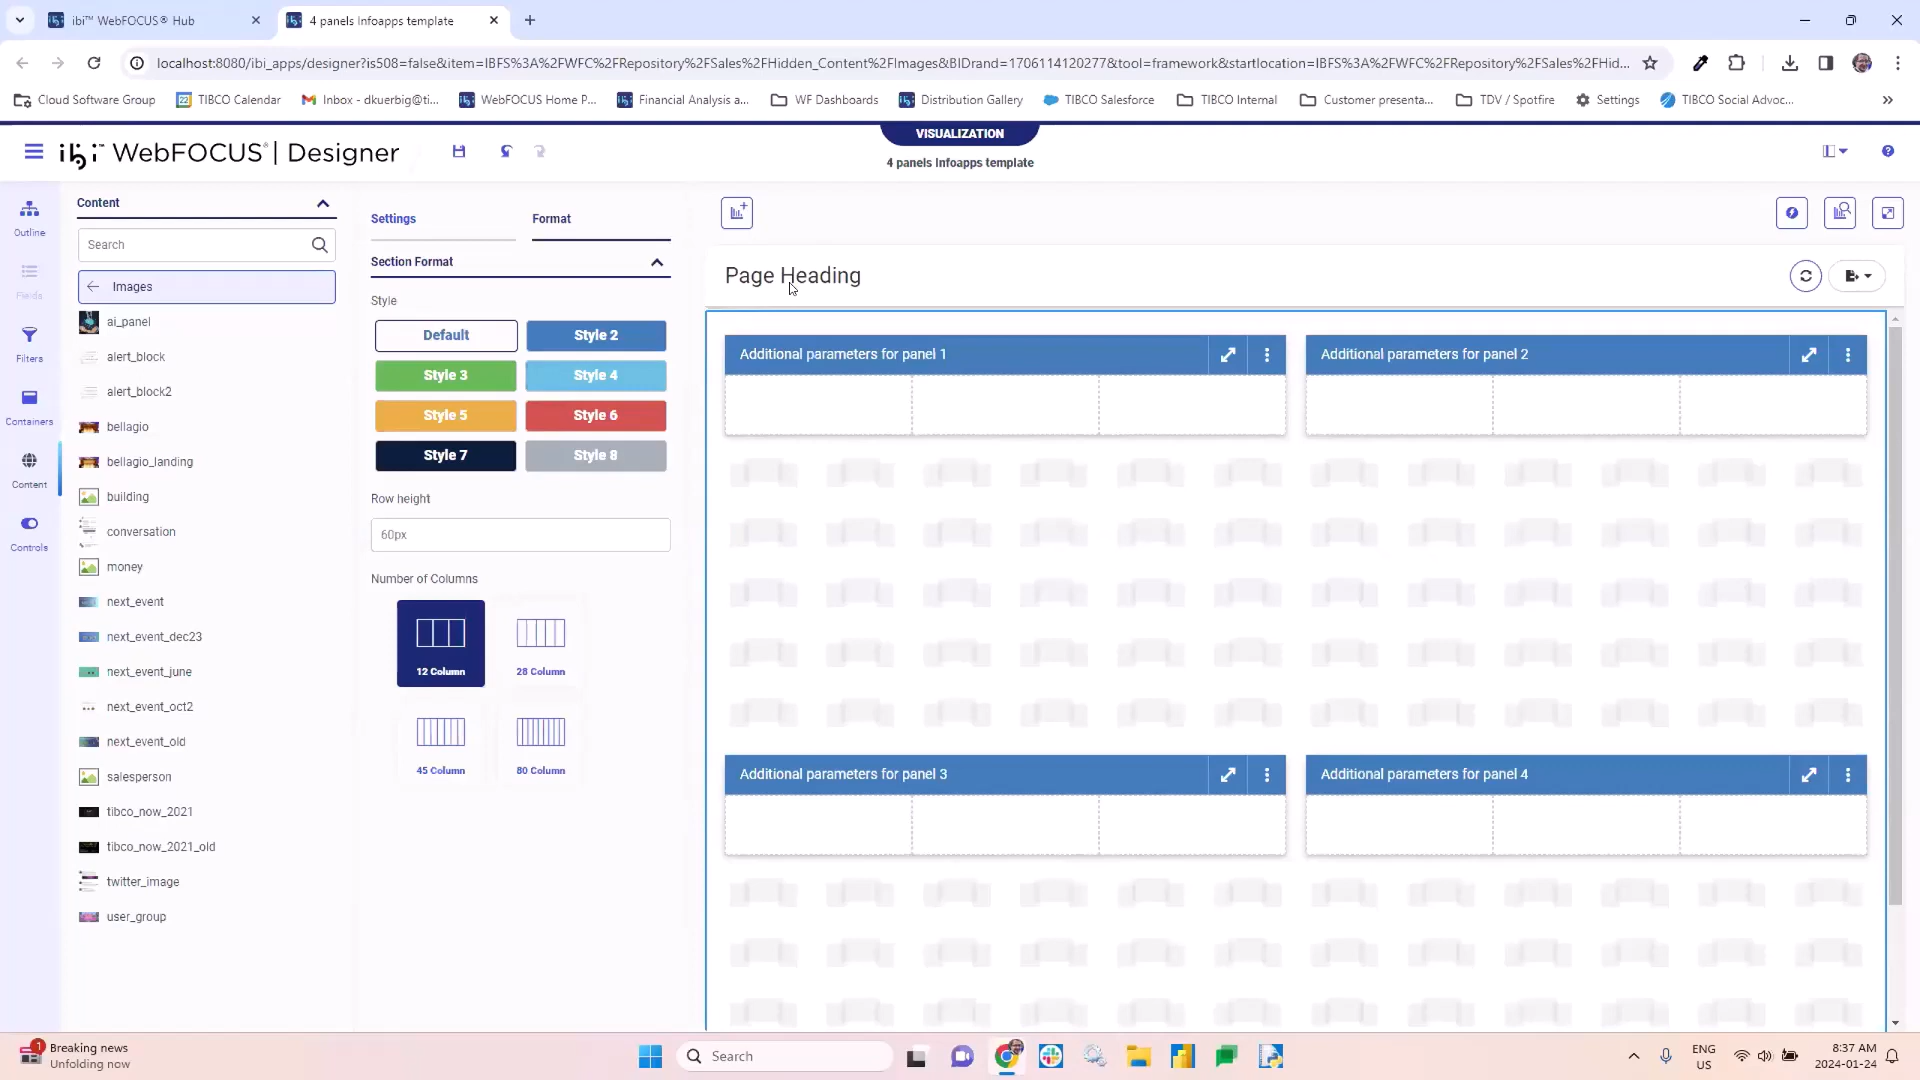 ibi™ WebFOCUS® Hub
4 panels Infoapps template
localhost:8080/ibi_apps/designer?is508=false&item=IBFS%3A%2FWFC%2FRepository%2FSales%2FHidden_Content%2FImages&BIDrand=1706114120277&tool=framework&startlocation=IBFS%3A%2FWFC%2FRepository%2FSales%2FHid...
Cloud Software Group
TIBCO Calendar
Inbox - dkuerbig@ti...
WebFOCUS Home P...
Financial Analysis a...
WF Dashboards
Distribution Gallery
TIBCO Salesforce
TIBCO Internal
Customer presenta...
TDV / Spotfire
Settings
TIBCO Social Advoc...
ibi™ WebFOCUS® | Designer
VISUALIZATION
4 panels Infoapps template
Outline
Fields
Filters
Containers
Content
Controls
Content
Search
Images
ai_panel
alert_block
alert_block2
bellagio
bellagio_landing
building
conversation
money
next_event
next_event_dec23
next_event_june
next_event_oct2
next_event_old
salesperson
tibco_now_2021
tibco_now_2021_old
twitter_image
user_group
Settings
Format
Section Format
Style
Default
Style 2
Style 3
Style 4
Style 5
Style 6
Style 7
Style 8
Row height
60px
Number of Columns
12 Column
28 Column
45 Column
80 Column
Page Heading
Additional parameters for panel 1
Additional parameters for panel 2
Additional parameters for panel 3
Additional parameters for panel 4
1
Breaking news
Unfolding now
Search
ENG
US
8:37 AM
2024-01-24